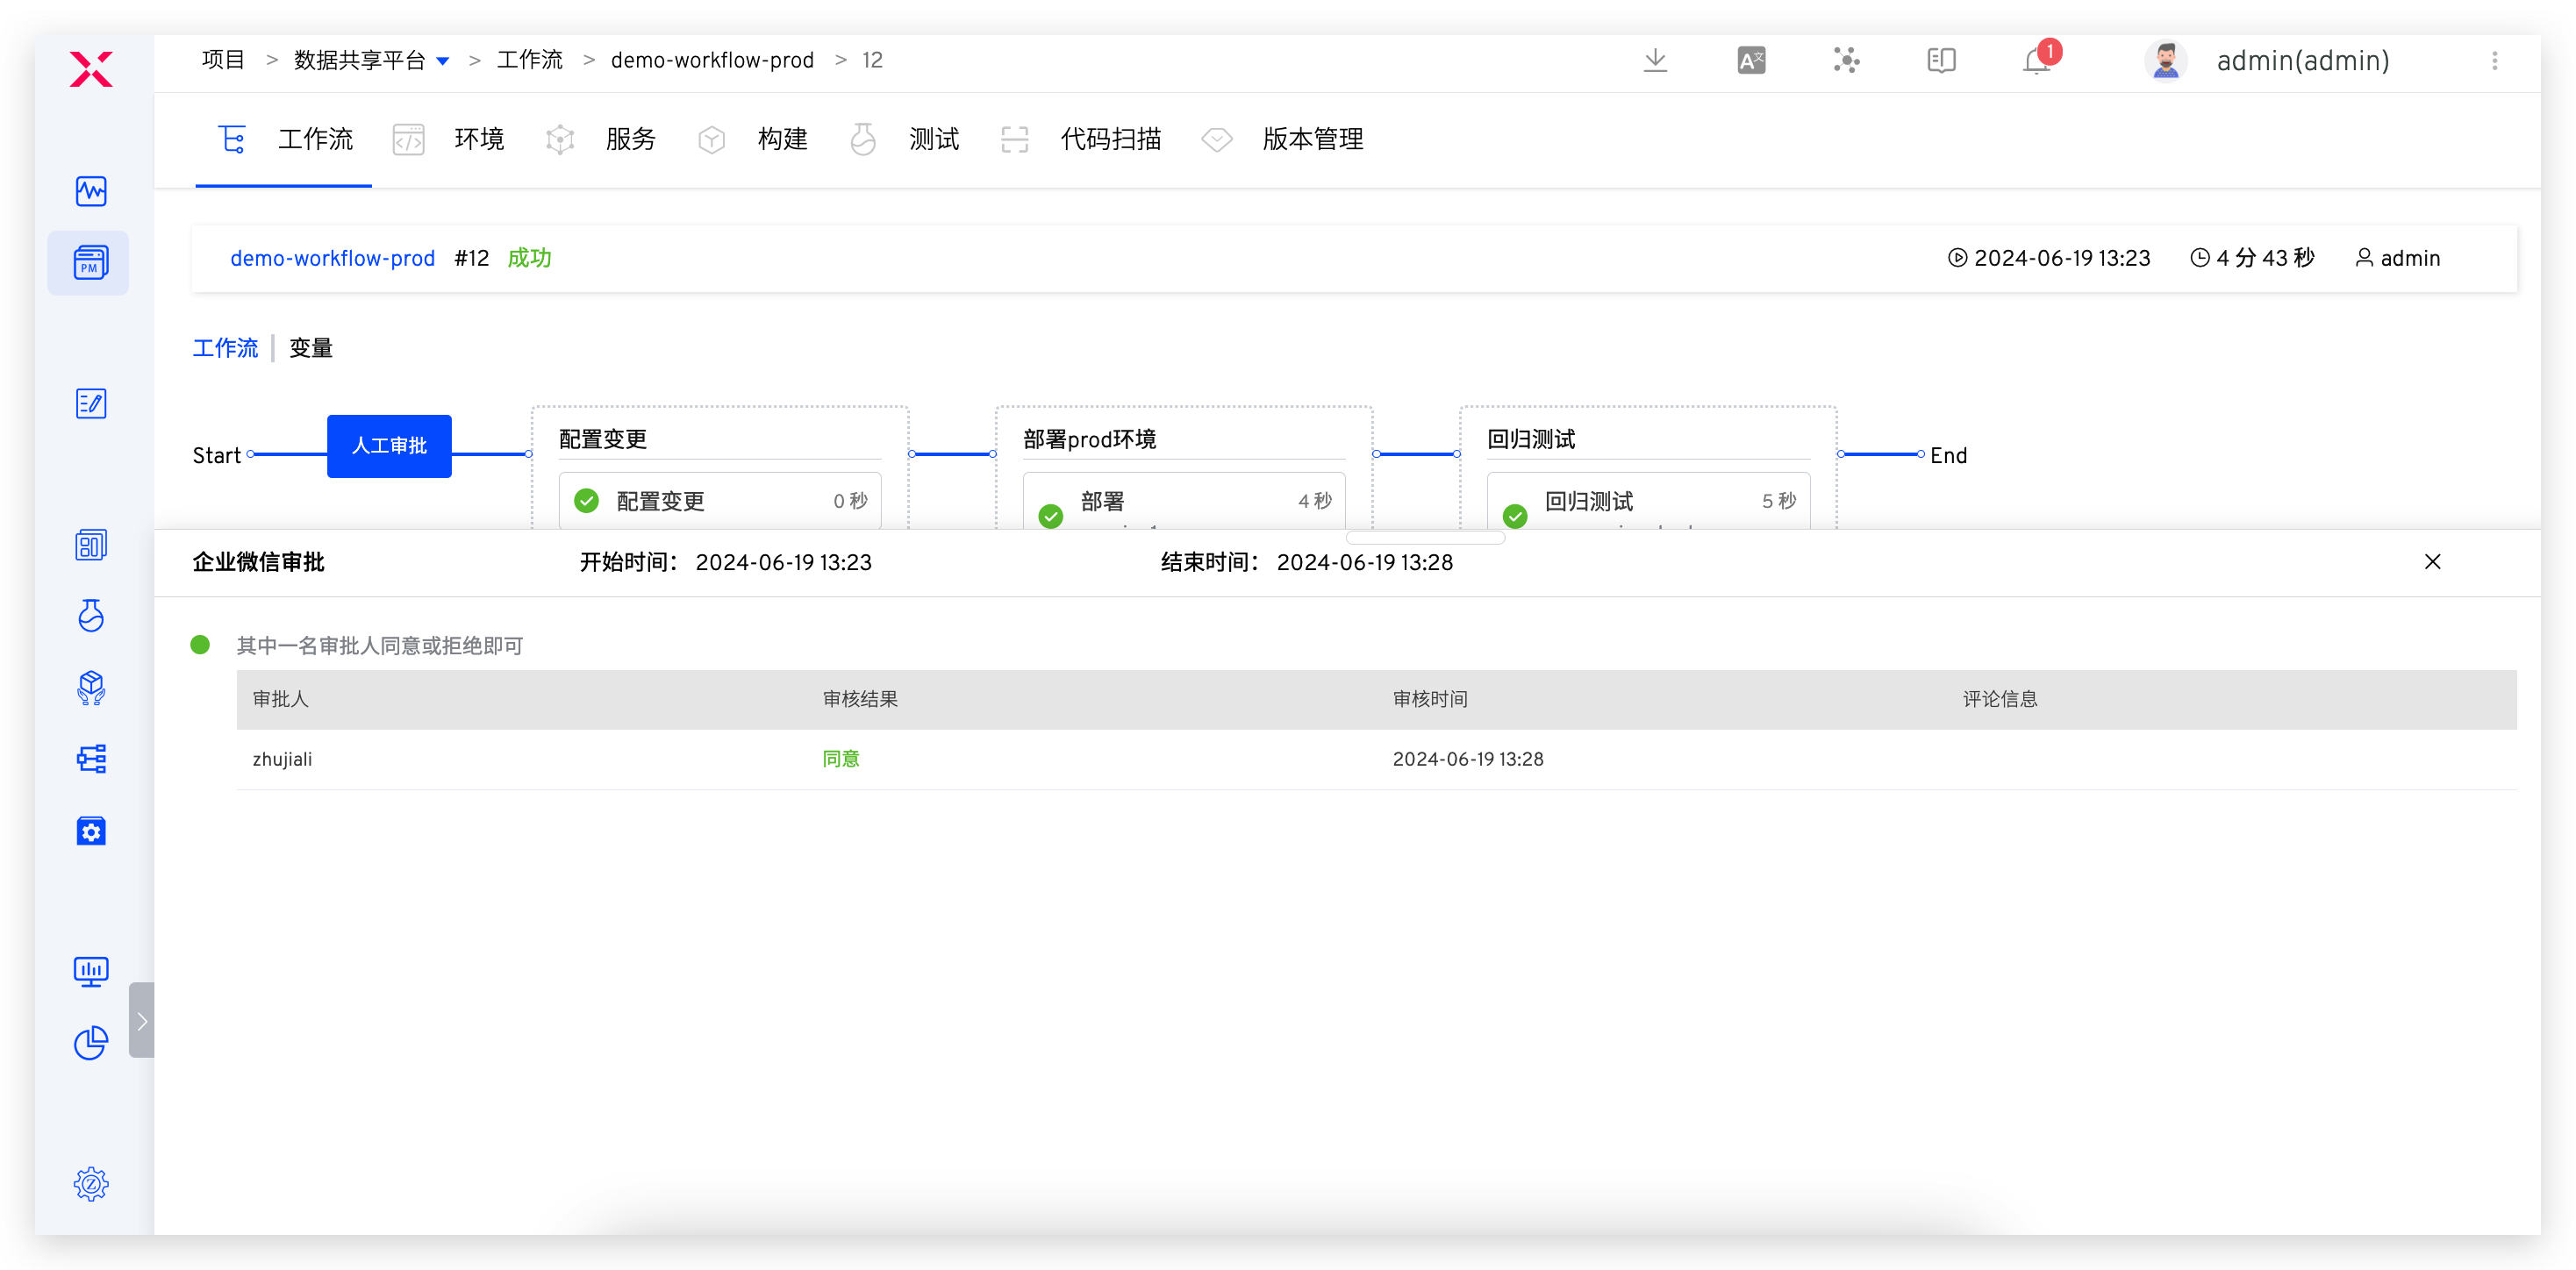 项目 > 数据共享平台 > 工作流 > demo-workflow-prod > 12
1
admin(admin)
工作流 环境 服务 构建 测试 代码扫描 版本管理
demo-workflow-prod #12 成功 2024-06-19 13:23 4 分 43 秒 admin
工作流 变量
Start 人工审批 配置变更 部署prod环境 回归测试 End
配置变更 0 秒 部署 4 秒 回归测试 5 秒
企业微信审批 开始时间： 2024-06-19 13:23 结束时间： 2024-06-19 13:28
其中一名审批人同意或拒绝即可
审批人 审核结果 审核时间 评论信息
zhujiali 同意 2024-06-19 13:28
PM